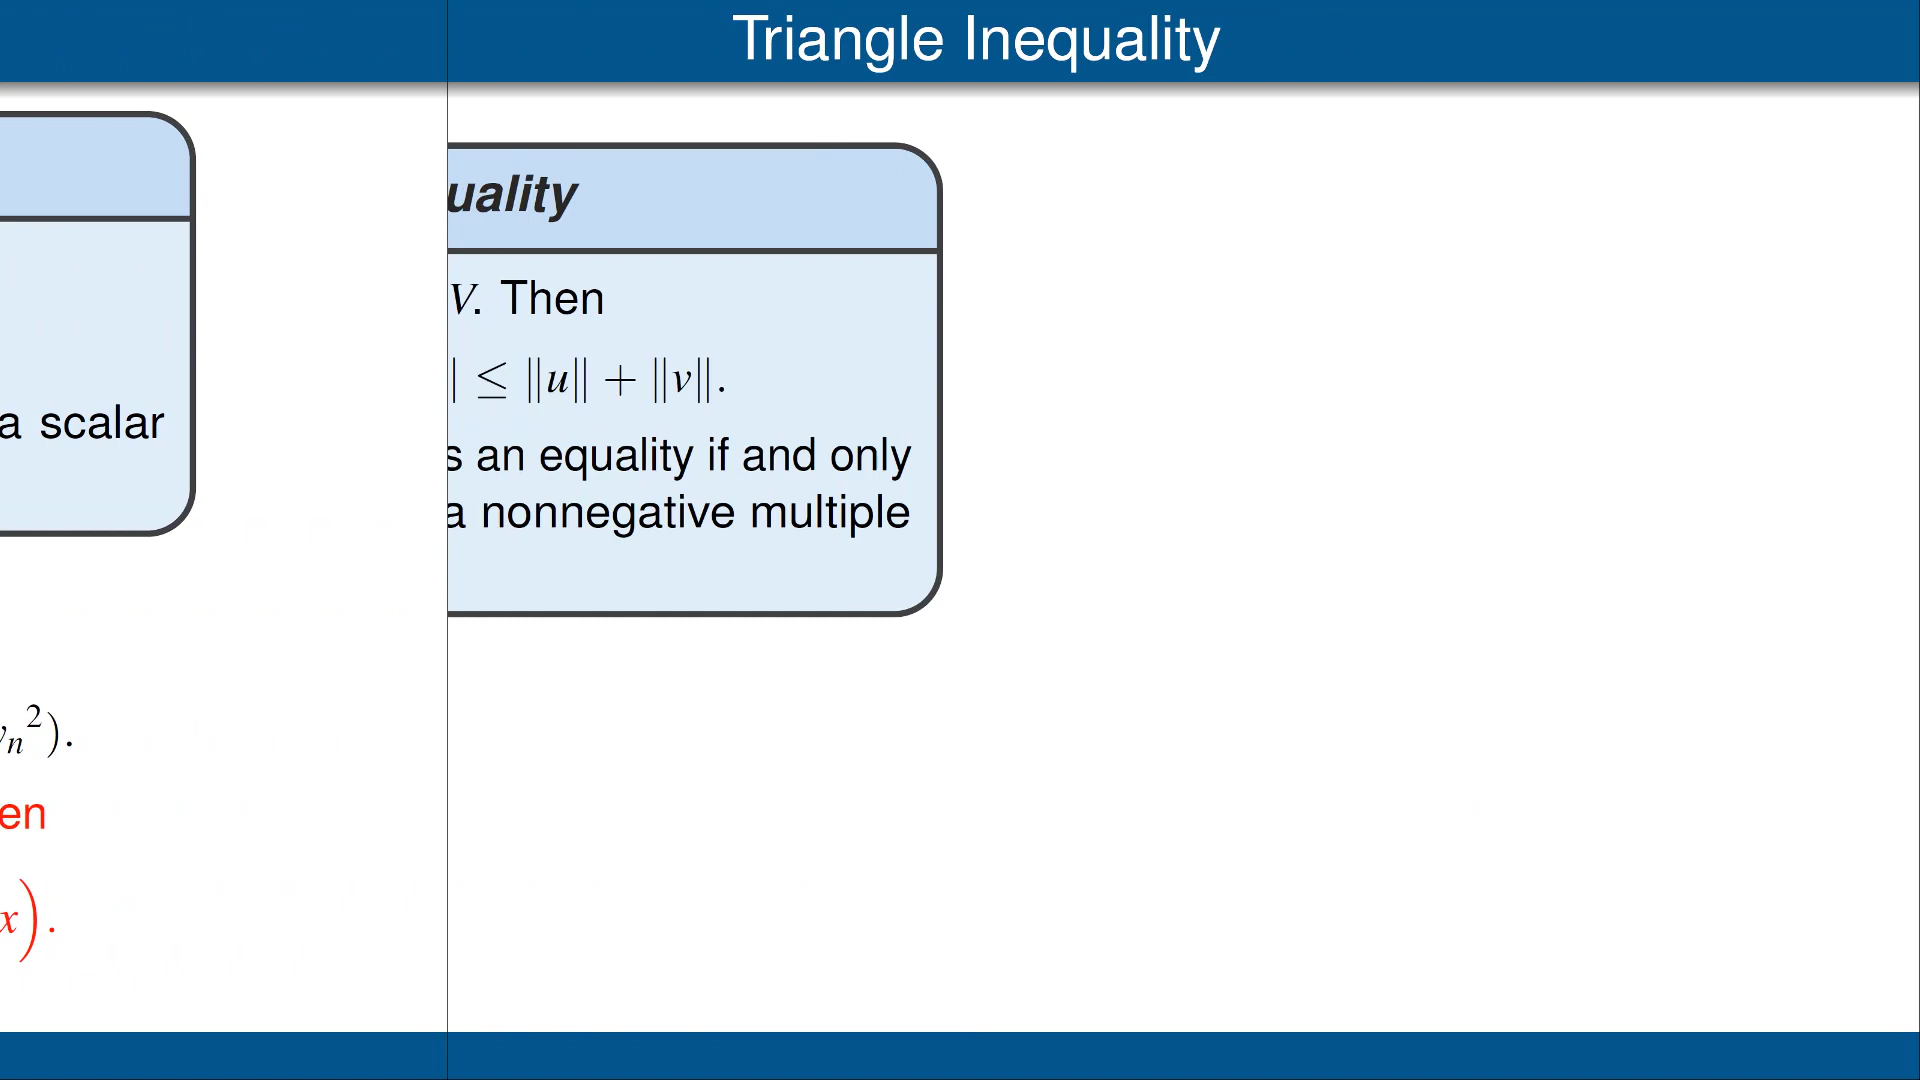 Triangle Inequality
a scalar
n²).
en
x).
uality
V. Then
| ≤ ‖u‖ + ‖v‖.
s an equality if and only
a nonnegative multiple